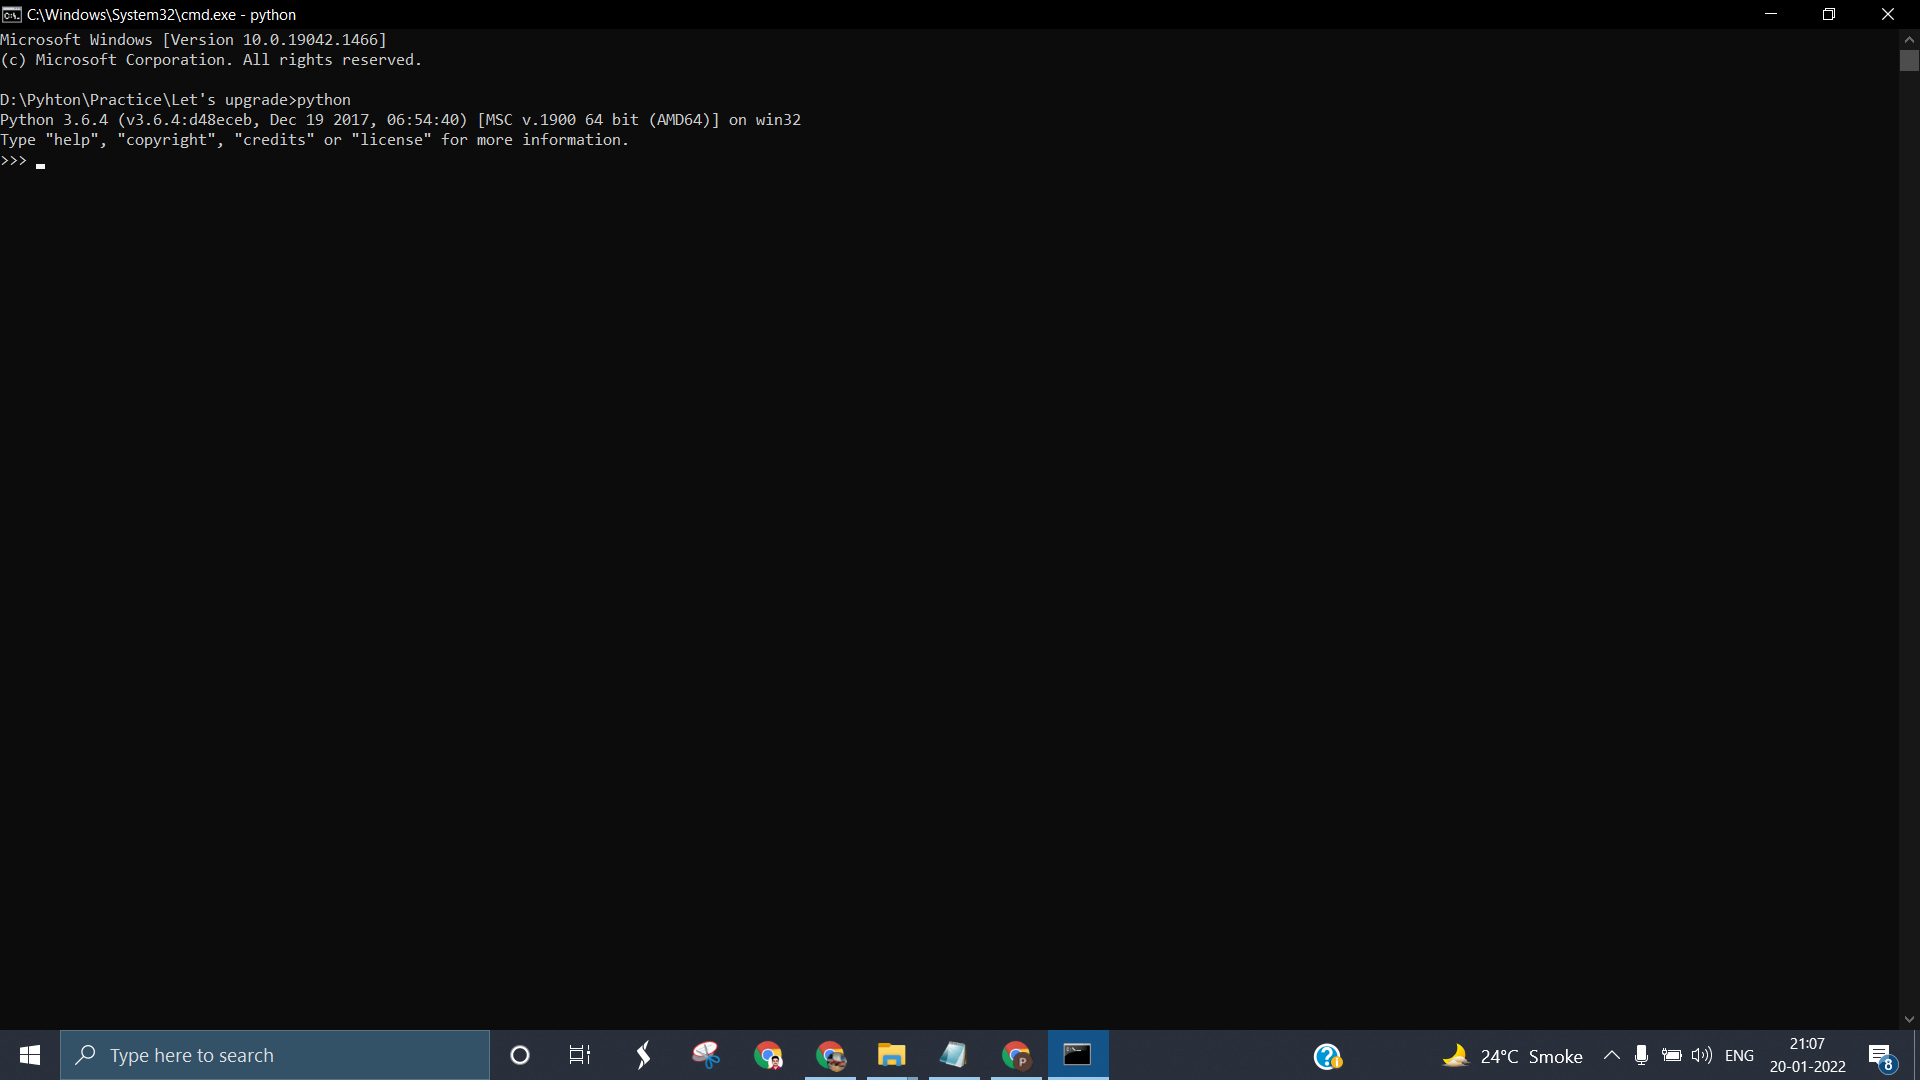 C:\Windows\System32\cmd.exe - python
Microsoft Windows [Version 10.0.19042.1466]
(c) Microsoft Corporation. All rights reserved.
D:\Pyhton\Practice\Let's upgrade>python
Python 3.6.4 (v3.6.4:d48eceb, Dec 19 2017, 06:54:40) [MSC v.1900 64 bit (AMD64)] on win32
Type "help", "copyright", "credits" or "license" for more information.
>>> 
Type here to search
P
24°C Smoke
ENG
21:07
20-01-2022
8